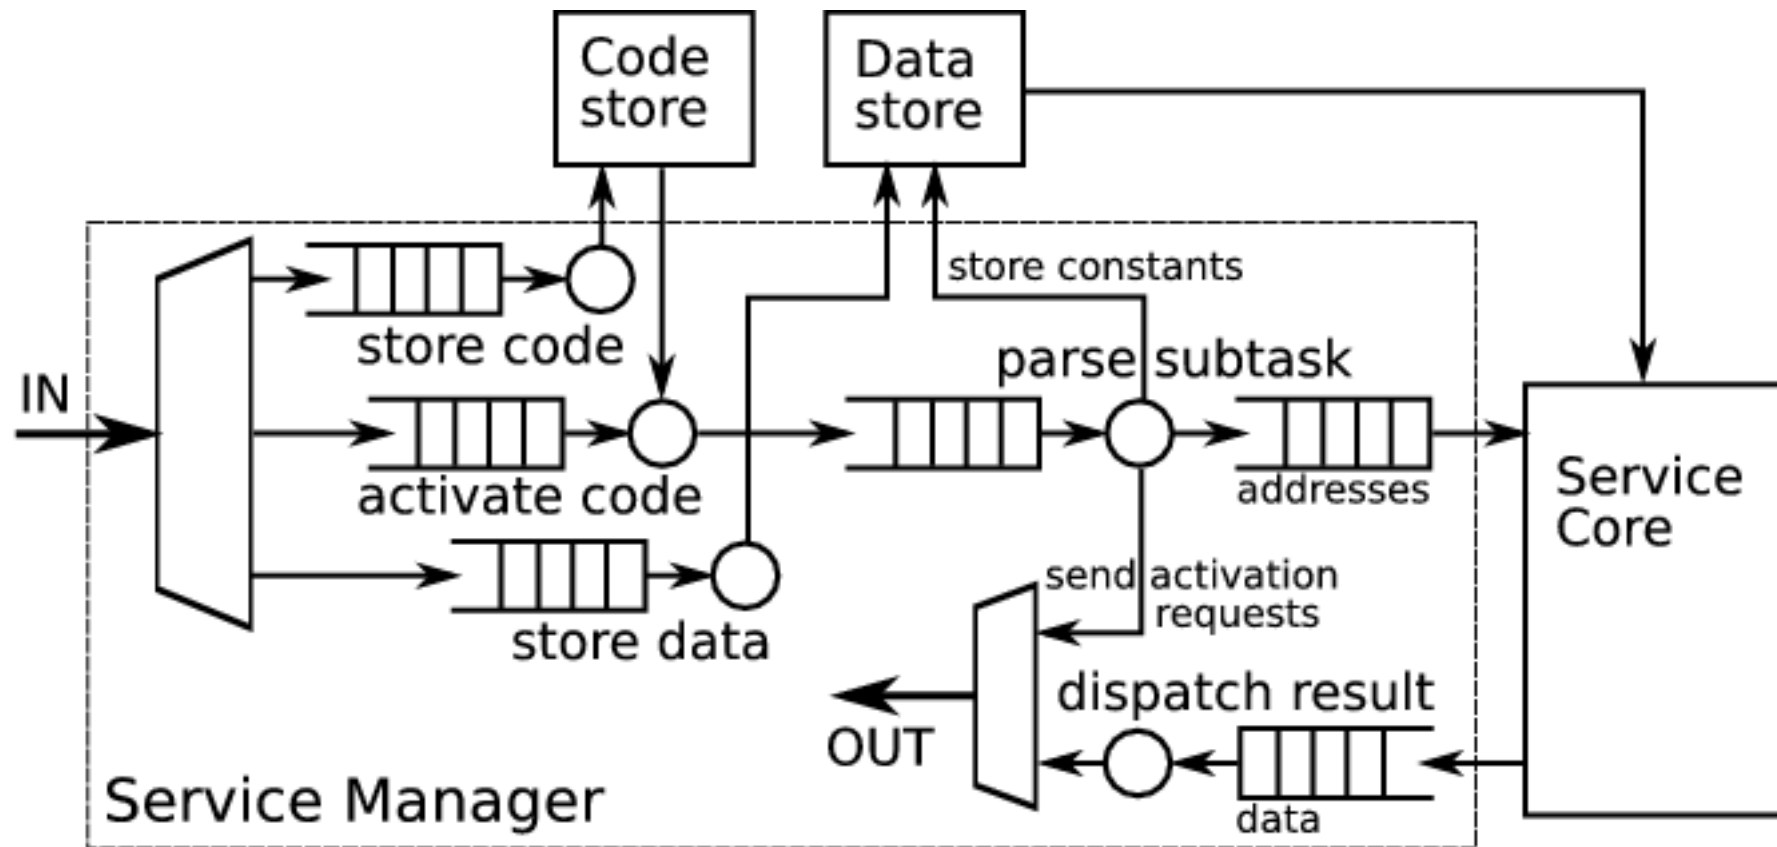 Code
store
Data
store
store constants
store code
parse subtask
IN
activate code
addresses
Service
Core
send activation
requests
store data
dispatch result
OUT
Service Manager
data